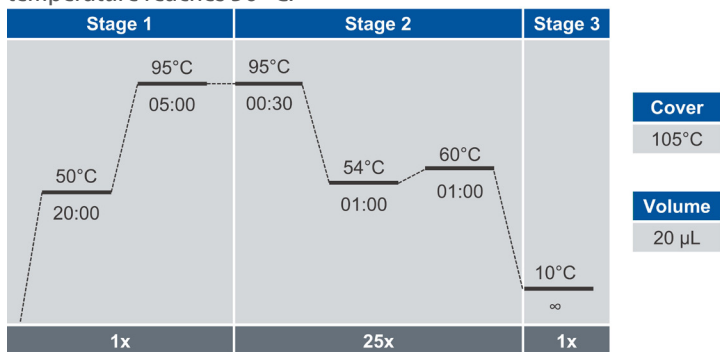 Stage 1 Stage 2 Stage 3
95°C 95°C
05:00 00:30
Cover
105°C
50°C 54°C 60°C
20:00 01:00 01:00
Volume
20 µL
10°C
∞
1x 25x 1x